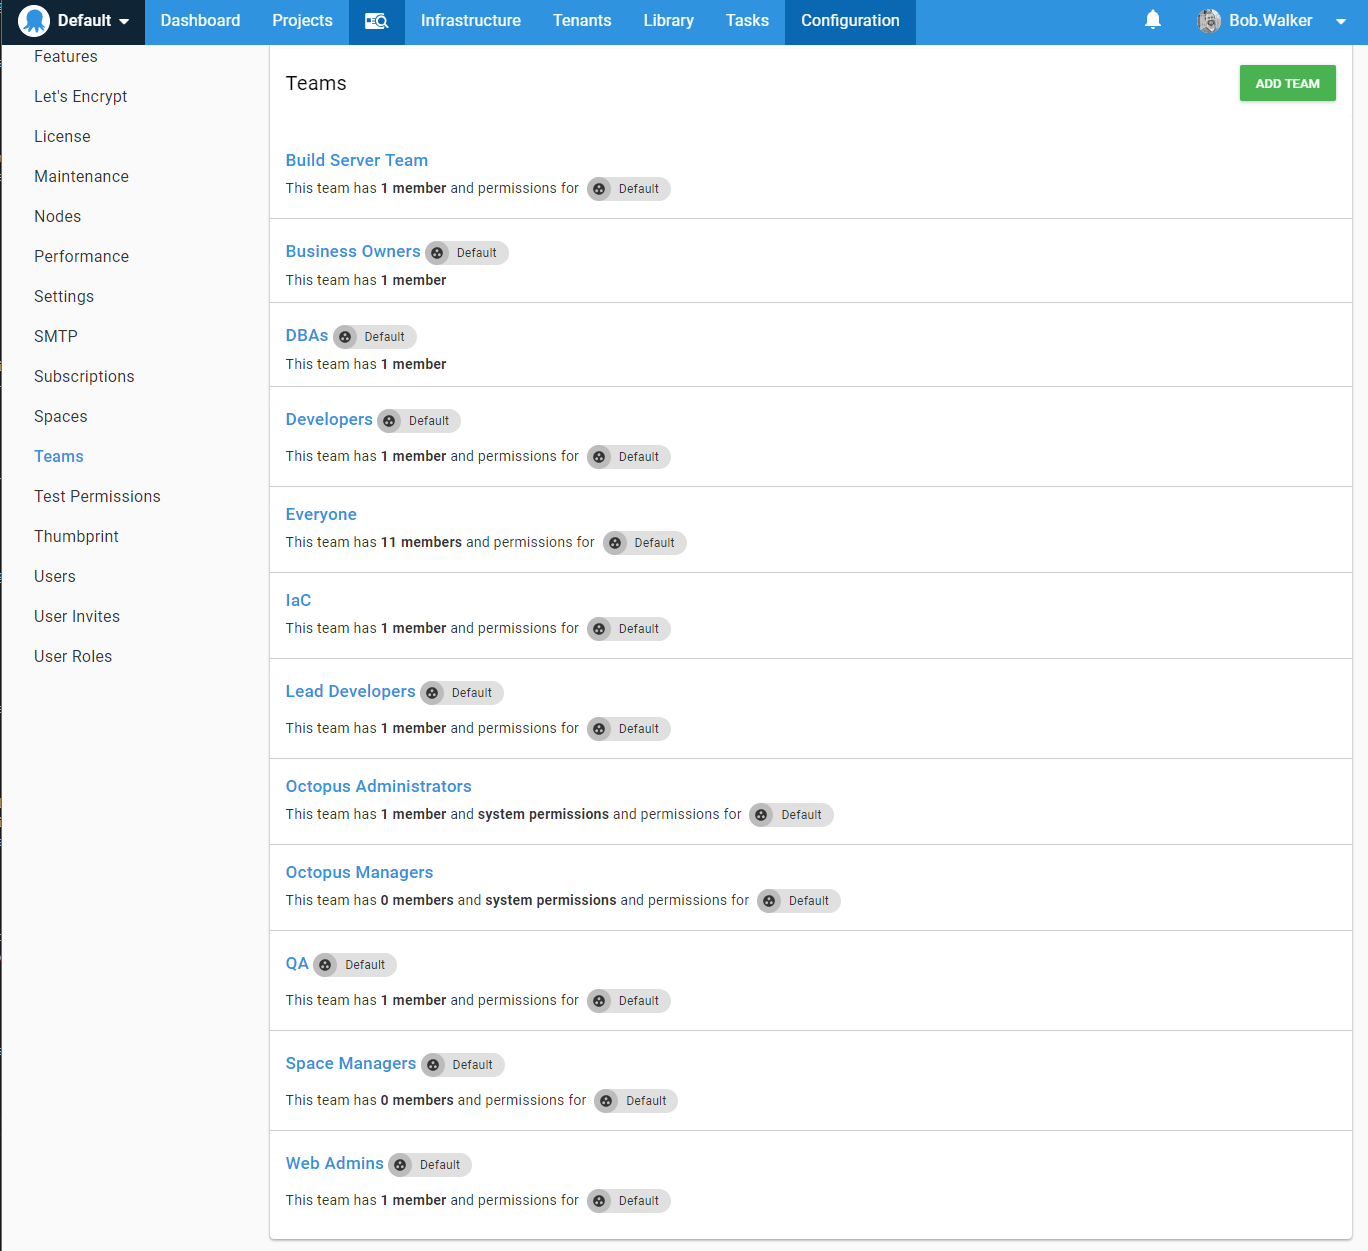 Default Dashboard Projects Infrastructure Tenants Library Tasks Configuration Bob.Walker
Features
Let's Encrypt
License
Maintenance
Nodes
Performance
Settings
SMTP
Subscriptions
Spaces
Teams
Test Permissions
Thumbprint
Users
User Invites
User Roles
Teams ADD TEAM
Build Server Team
This team has 1 member and permissions for Default
Business Owners Default
This team has 1 member
DBAs Default
This team has 1 member
Developers Default
This team has 1 member and permissions for Default
Everyone
This team has 11 members and permissions for Default
IaC
This team has 1 member and permissions for Default
Lead Developers Default
This team has 1 member and permissions for Default
Octopus Administrators
This team has 1 member and system permissions and permissions for Default
Octopus Managers
This team has 0 members and system permissions and permissions for Default
QA Default
This team has 1 member and permissions for Default
Space Managers Default
This team has 0 members and permissions for Default
Web Admins Default
This team has 1 member and permissions for Default